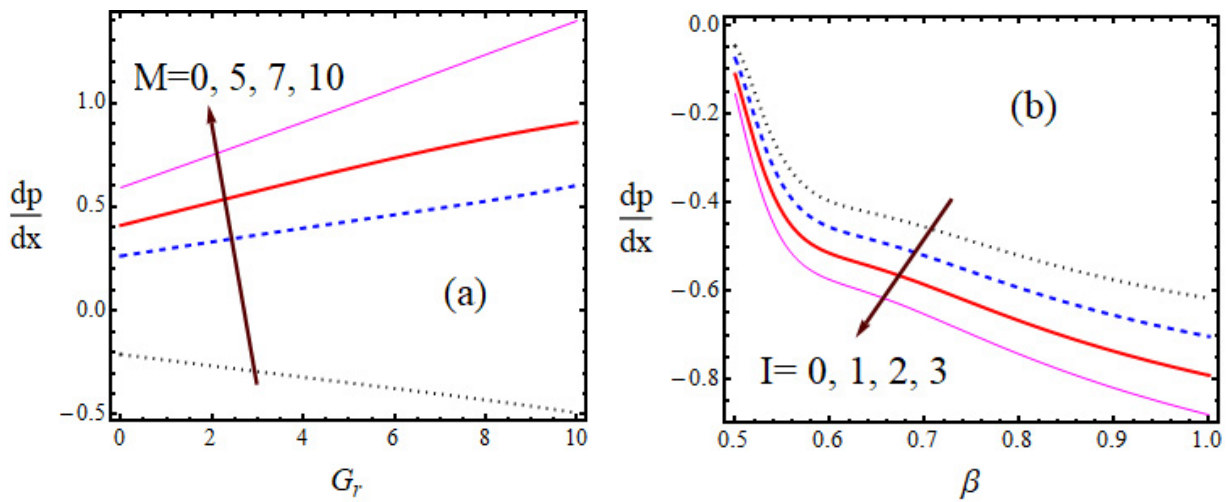 M=0, 5, 7, 10
1.0
0.5
0.0
−0.5
dp
dx
(a)
0 2 4 6 8 10
G_r
0.0
−0.2
−0.4
−0.6
−0.8
dp
dx
(b)
I= 0, 1, 2, 3
0.5 0.6 0.7 0.8 0.9 1.0
β